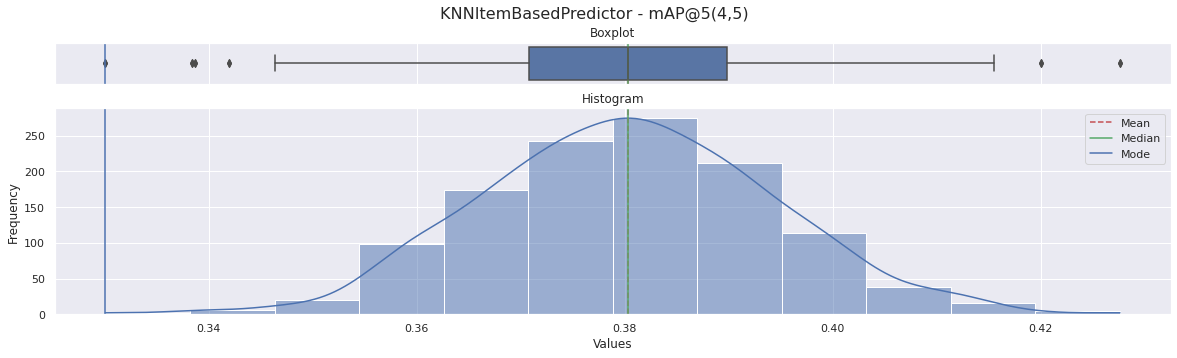 KNNItemBasedPredictor - mAP@5(4,5)
Boxplot
Histogram
Mean
Median
Mode
Frequency
250
200
150
100
50
0
0.34 0.36 0.38 0.40 0.42
Values